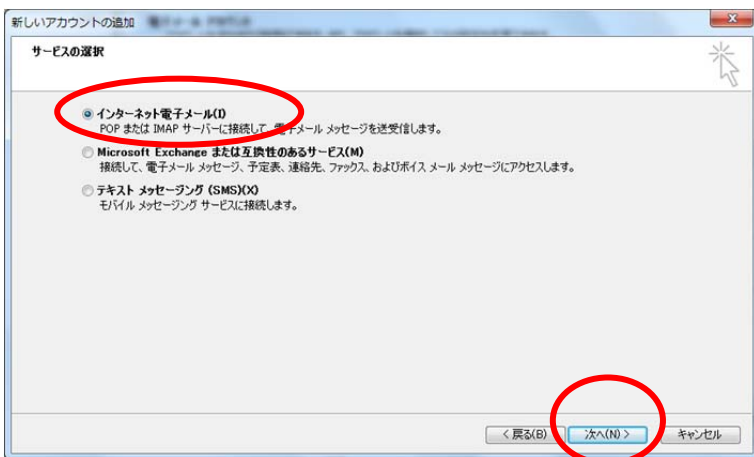 新しいアカウントの追加
サービスの選択
インターネット電子メール(I)
POP または IMAP サーバーに接続して、電子メール メッセージを送受信します。
Microsoft Exchange または互換性のあるサービス(M)
接続して、電子メール メッセージ、予定表、連絡先、ファックス、およびボイス メール メッセージにアクセスします。
テキスト メッセージング (SMS)(X)
モバイル メッセージング サービスに接続します。
< 戻る(B) 次へ(N) > キャンセル